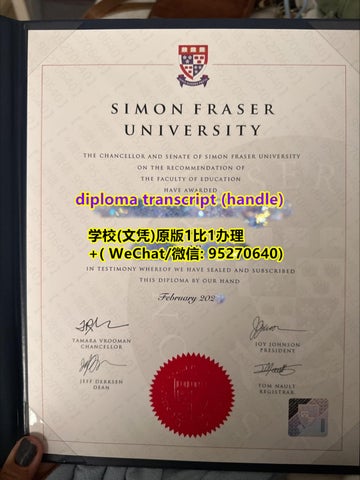 SIMON FRASER
UNIVERSITY
THE CHANCELLOR AND SENATE OF SIMON FRASER UNIVERSITY
ON THE RECOMMENDATION OF
THE FACULTY OF EDUCATION
HAVE AWARDED
diploma transcript (handle)
学校(文凭)原版1比1办理
+( WeChat/微信: 95270640)
IN TESTIMONY WHEREOF WE HAVE SEALED AND SUBSCRIBED
THIS DIPLOMA BY OUR HAND
February 202
TAMARA VROOMAN
CHANCELLOR
JOY JOHNSON
PRESIDENT
JEFF DERKSEN
DEAN
TOM NAULT
REGISTRAR